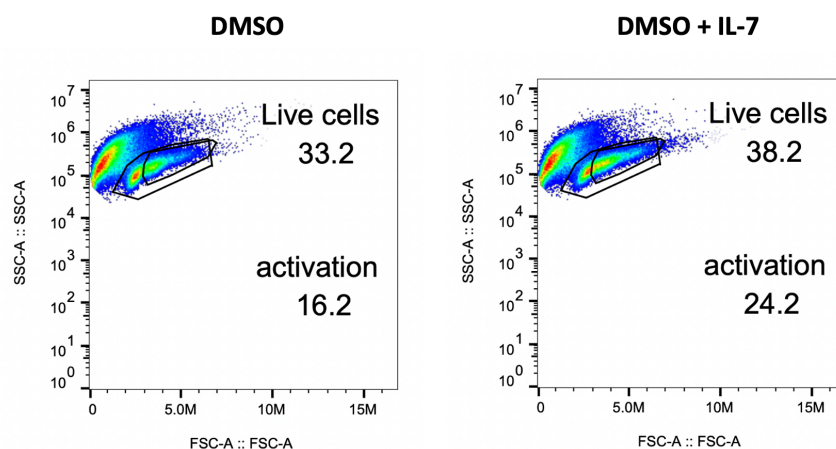 DMSO
DMSO + IL-7
10^7
10^6
10^5
10^4
10^3
10^2
10^1
10^0
SSC-A :: SSC-A
Live cells
33.2
activation
16.2
0
5.0M
10M
15M
FSC-A :: FSC-A
10^7
10^6
10^5
10^4
10^3
10^2
10^1
10^0
SSC-A :: SSC-A
Live cells
38.2
activation
24.2
0
5.0M
10M
15M
FSC-A :: FSC-A